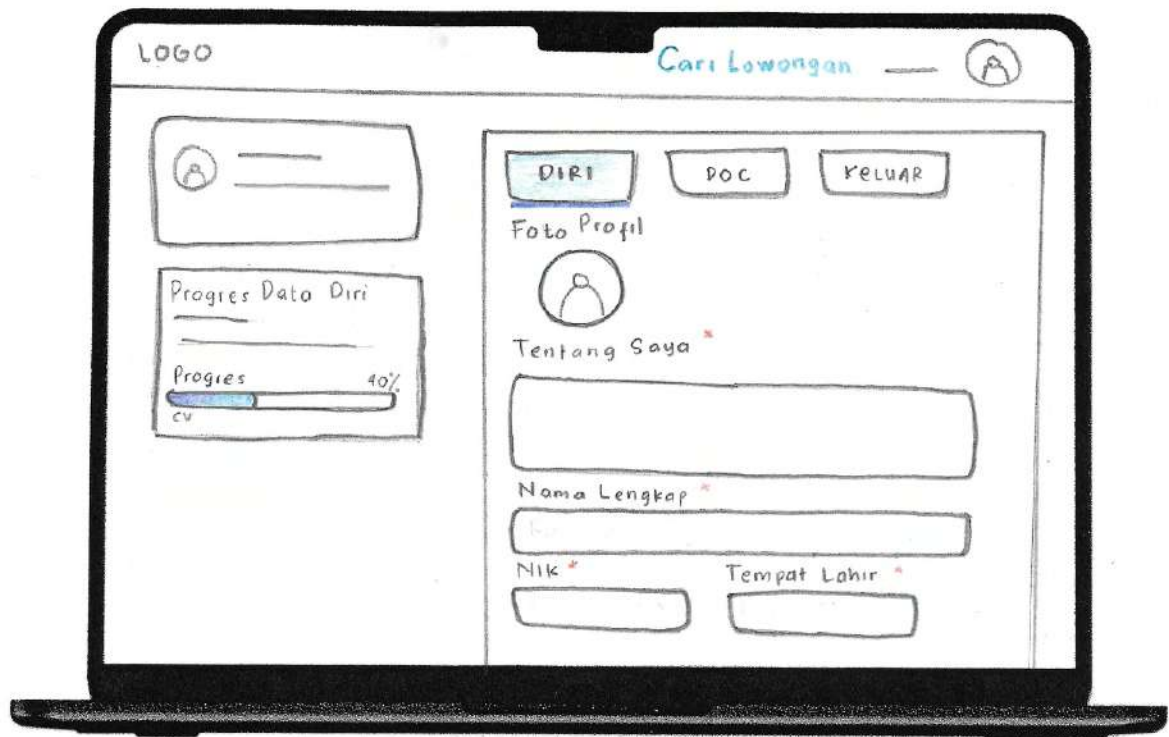 LOGO
Cari Lowongan
Progres Data Diri
Progres 40%
CV
DIRI DOC KELUAR
Foto Profil
Tentang Saya *
Nama Lengkap *
NIK * Tempat Lahir *